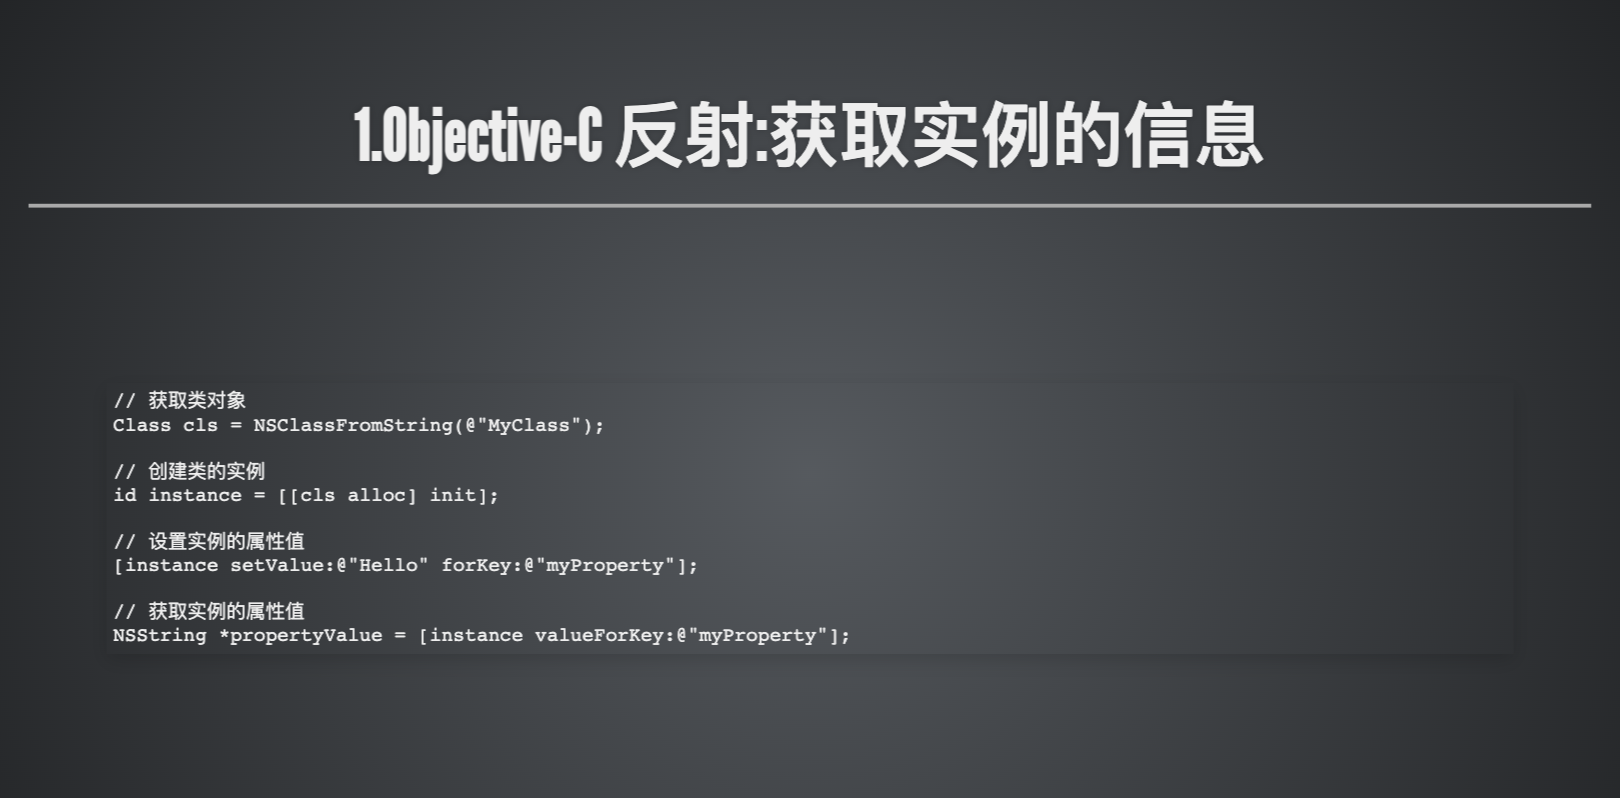 1.Objective-C 反射:获取实例的信息
// 获取类对象
Class cls = NSClassFromString(@"MyClass");
// 创建类的实例
id instance = [[cls alloc] init];
// 设置实例的属性值
[instance setValue:@"Hello" forKey:@"myProperty"];
// 获取实例的属性值
NSString *propertyValue = [instance valueForKey:@"myProperty"];